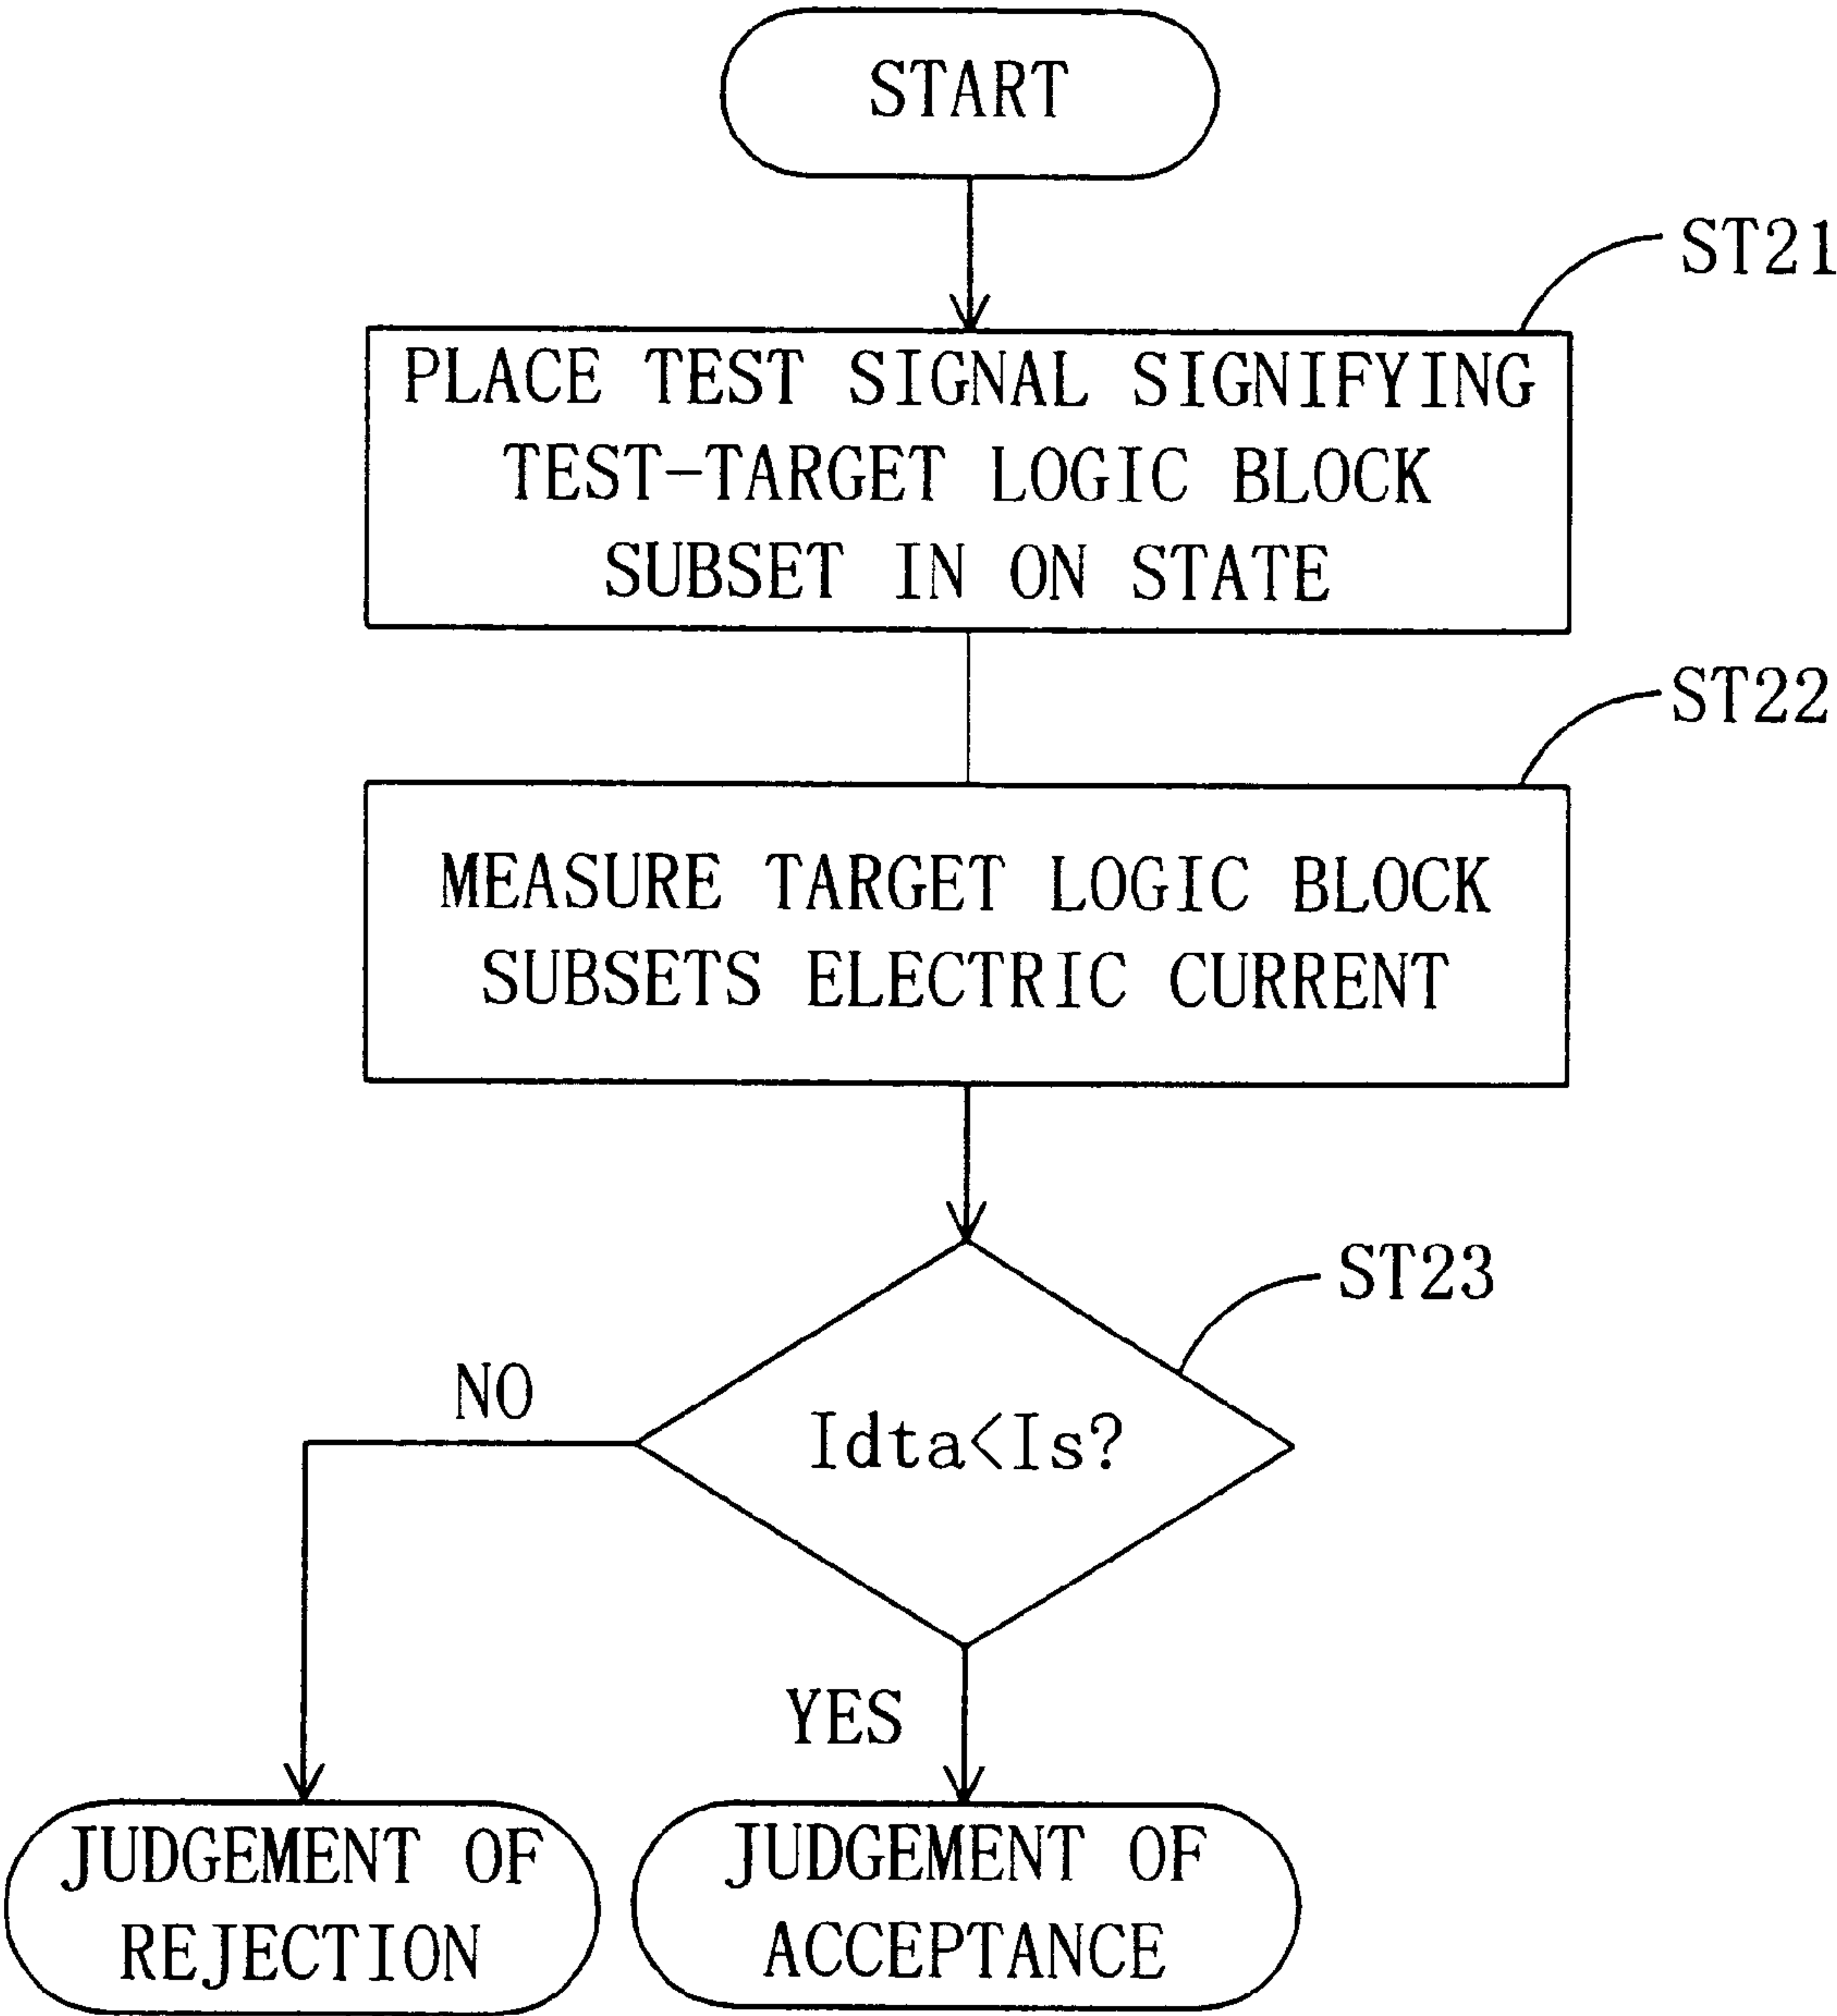 START
ST21
PLACE TEST SIGNAL SIGNIFYING
TEST-TARGET LOGIC BLOCK
SUBSET IN ON STATE
ST22
MEASURE TARGET LOGIC BLOCK
SUBSETS ELECTRIC CURRENT
ST23
NO
Idta<Is?
YES
JUDGEMENT OF
REJECTION
JUDGEMENT OF
ACCEPTANCE